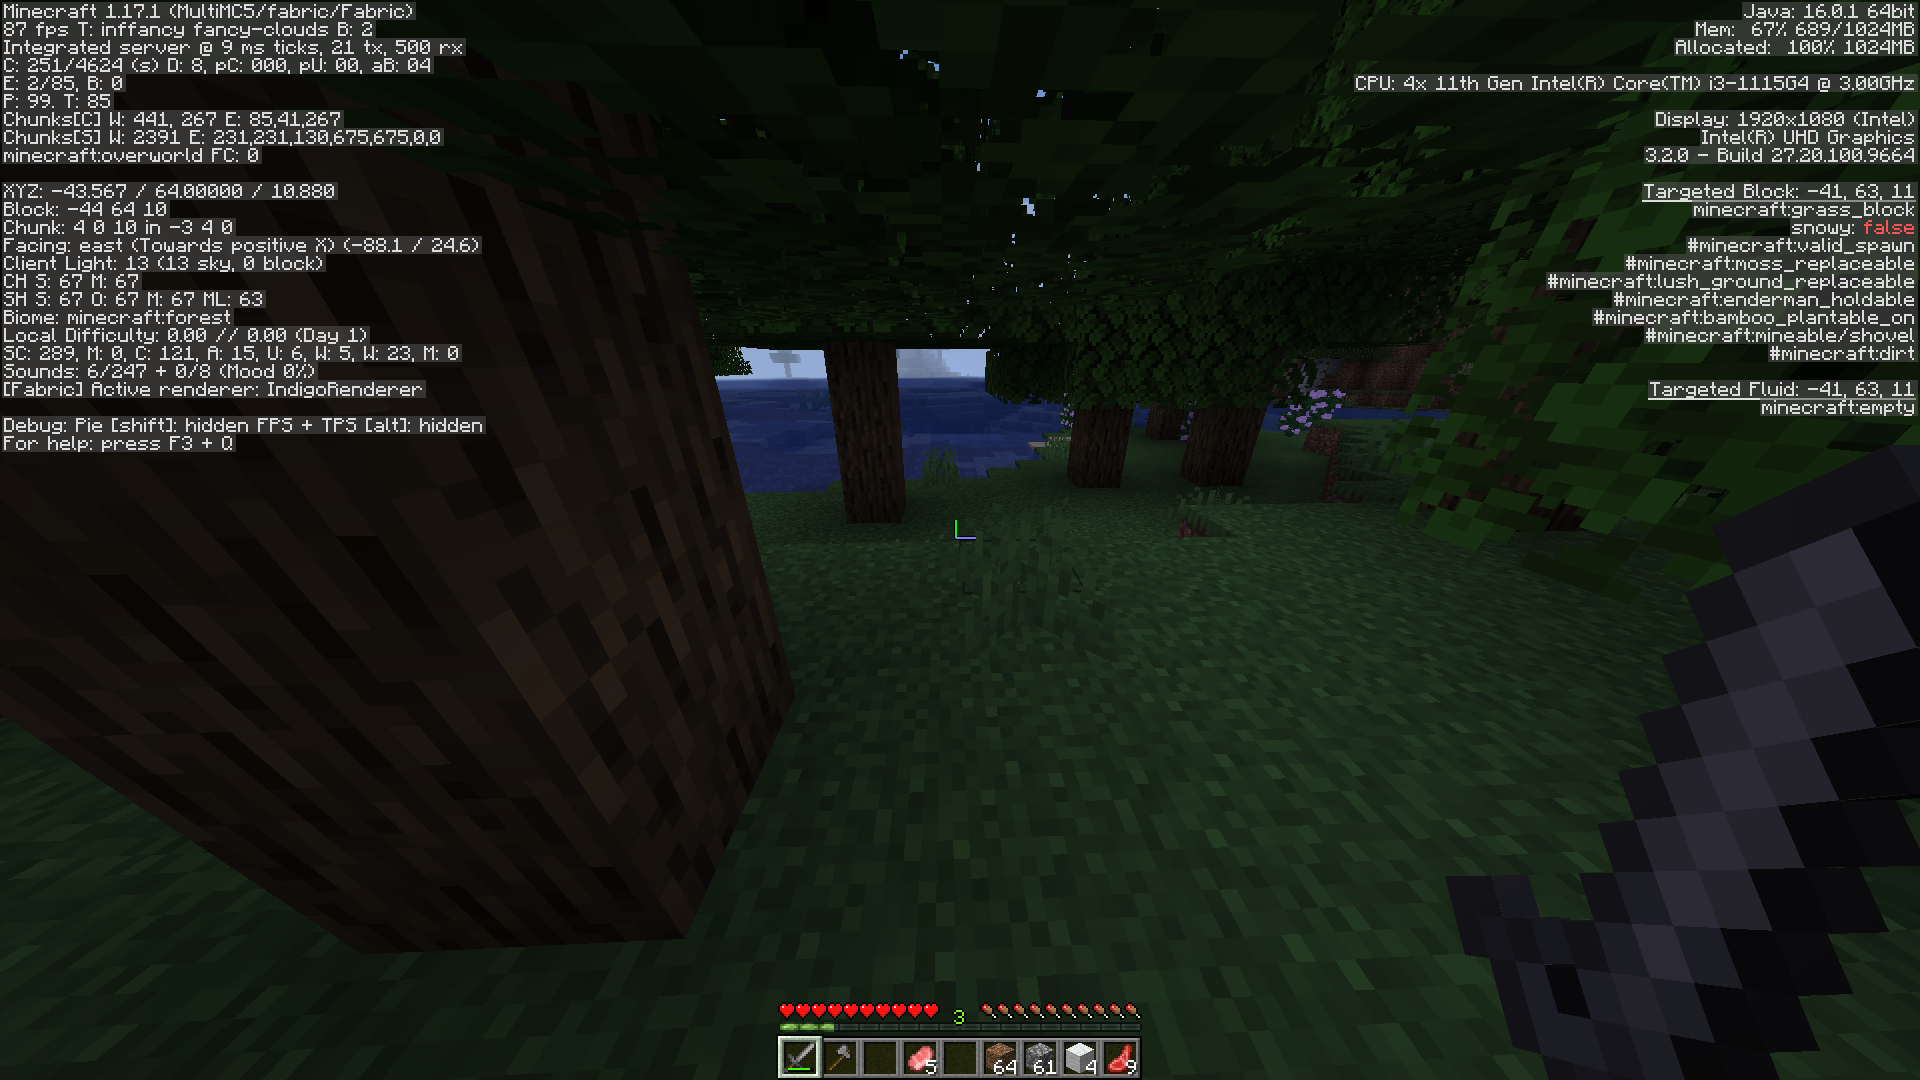 Minecraft 1.17.1 (MultiMC5/fabric/Fabric)
87 fps T: inffancy fancy-clouds B: 2
Integrated server @ 9 ms ticks, 21 tx, 500 rx
C: 251/4624 (s) D: 8, pC: 000, pU: 00, aB: 04
E: 2/85, B: 0
P: 99. T: 85
Chunks[C] W: 441, 267 E: 85,41,267
Chunks[S] W: 2391 E: 231,231,130,675,675,0,0
minecraft:overworld FC: 0
XYZ: -43.567 / 64.00000 / 10.880
Block: -44 64 10
Chunk: 4 0 10 in -3 4 0
Facing: east (Towards positive X) (-88.1 / 24.6)
Client Light: 13 (13 sky, 0 block)
CH S: 67 M: 67
SH S: 67 O: 67 M: 67 ML: 63
Biome: minecraft:forest
Local Difficulty: 0.00 // 0.00 (Day 1)
SC: 289, M: 0, C: 121, A: 15, U: 6, W: 5, W: 23, M: 0
Sounds: 6/247 + 0/8 (Mood 0%)
[Fabric] Active renderer: IndigoRenderer
Debug: Pie [shift]: hidden FPS + TPS [alt]: hidden
For help: press F3 + Q
Java: 16.0.1 64bit
Mem: 67% 689/1024MB
Allocated: 100% 1024MB
CPU: 4x 11th Gen Intel(R) Core(TM) i3-1115G4 @ 3.00GHz
Display: 1920x1080 (Intel)
Intel(R) UHD Graphics
3.2.0 - Build 27.20.100.9664
Targeted Block: -41, 63, 11
minecraft:grass_block
snowy: false
#minecraft:valid_spawn
#minecraft:moss_replaceable
#minecraft:lush_ground_replaceable
#minecraft:enderman_holdable
#minecraft:bamboo_plantable_on
#minecraft:mineable/shovel
#minecraft:dirt
Targeted Fluid: -41, 63, 11
minecraft:empty
3
5 64 61 4 9